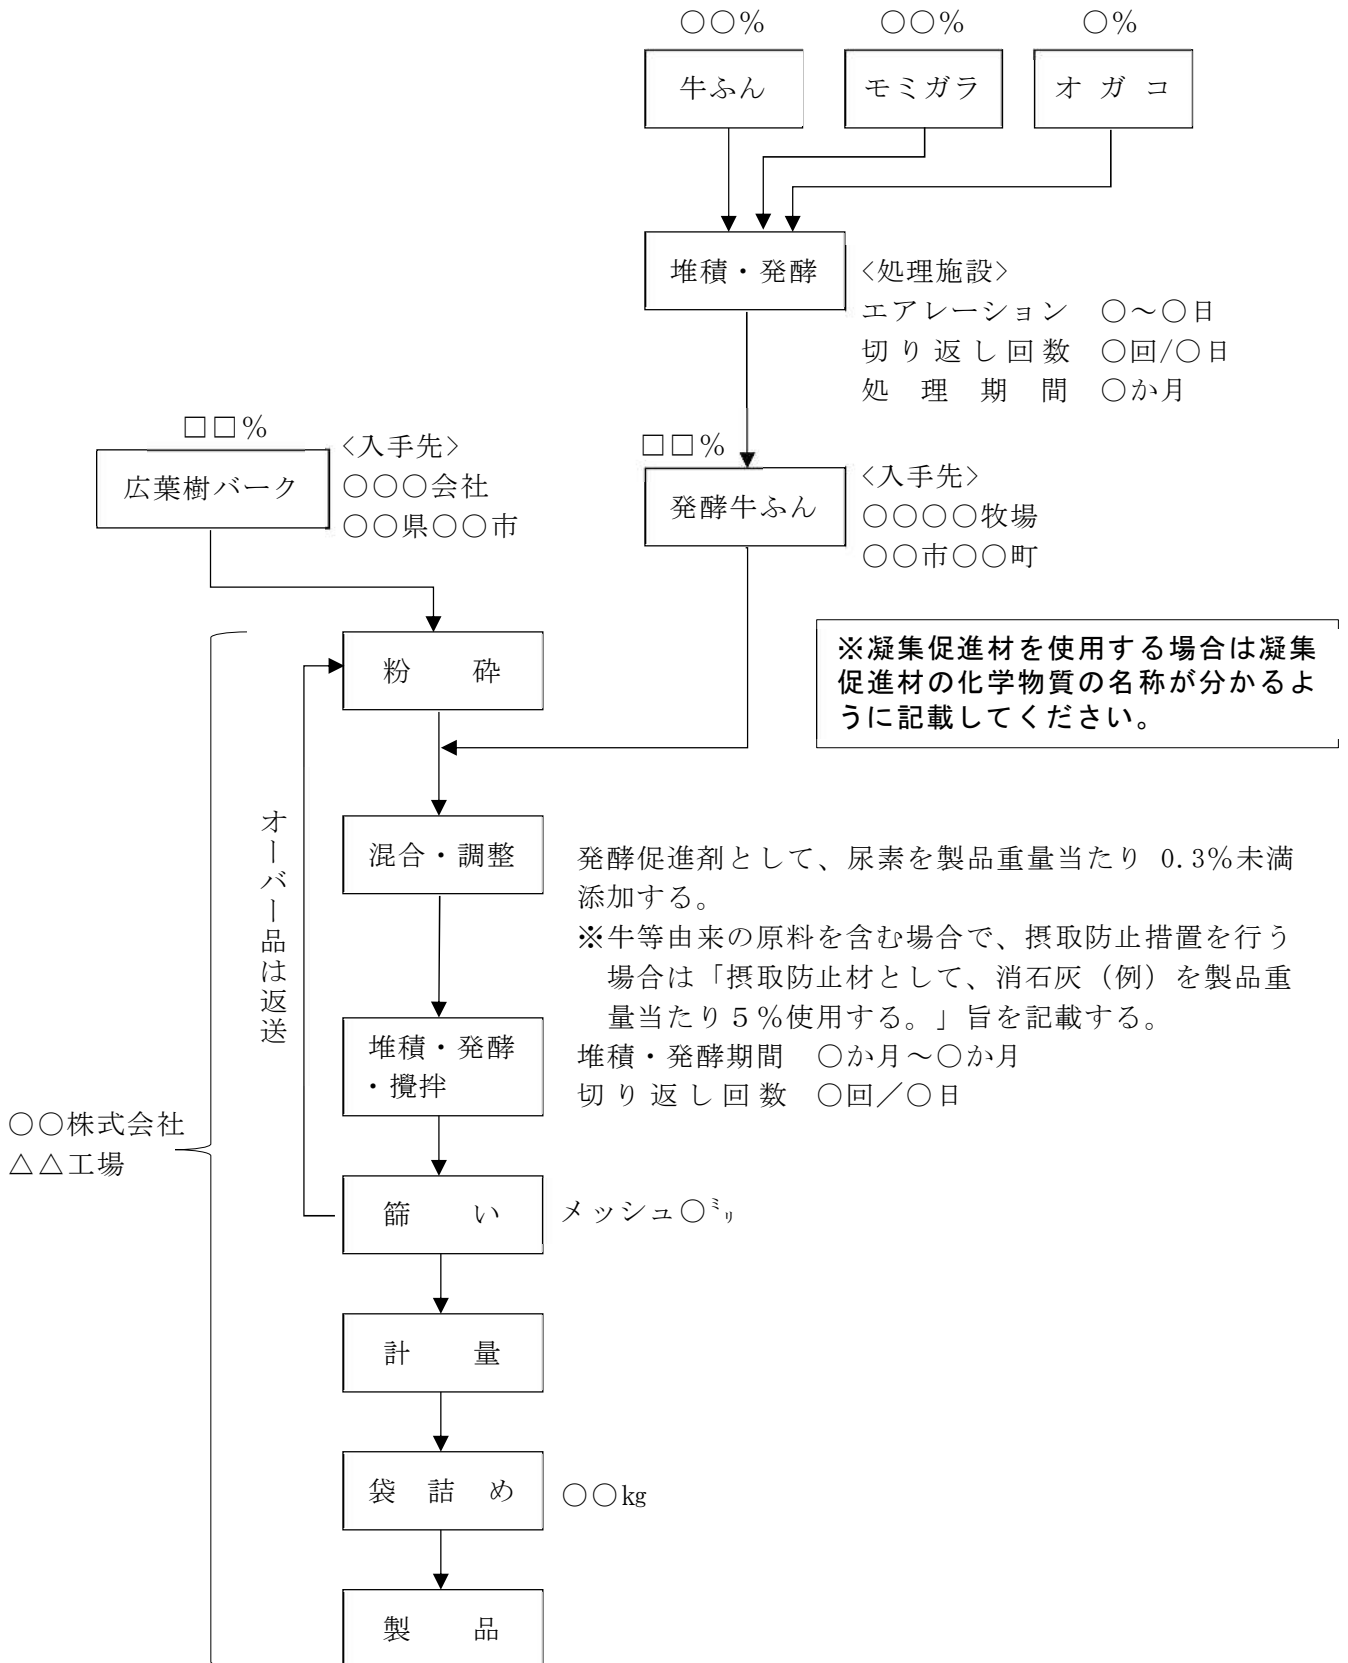 ○○%
○○%
○%
牛ふん
モミガラ
オ ガ コ
堆積・発酵
<処理施設>
エアレーション ○～○日
切り返し回数 ○回/○日
処 理 期 間 ○か月
□□%
<入手先>
広葉樹バーク
○○○会社
○○県○○市
□□%
<入手先>
発酵牛ふん
○○○○牧場
○○市○○町
※凝集促進材を使用する場合は凝集
促進材の化学物質の名称が分かるよ
うに記載してください。
粉 砕
オーバー品は返送
混合・調整
発酵促進剤として、尿素を製品重量当たり 0.3%未満
添加する。
※牛等由来の原料を含む場合で、摂取防止措置を行う
場合は「摂取防止材として、消石灰（例）を製品重
量当たり５%使用する。」旨を記載する。
堆積・発酵期間 ○か月～○か月
切り返し回数 ○回／○日
堆積・発酵
・攪拌
○○株式会社
△△工場
篩 い
メッシュ○㍉
計 量
袋 詰 め
○○kg
製 品